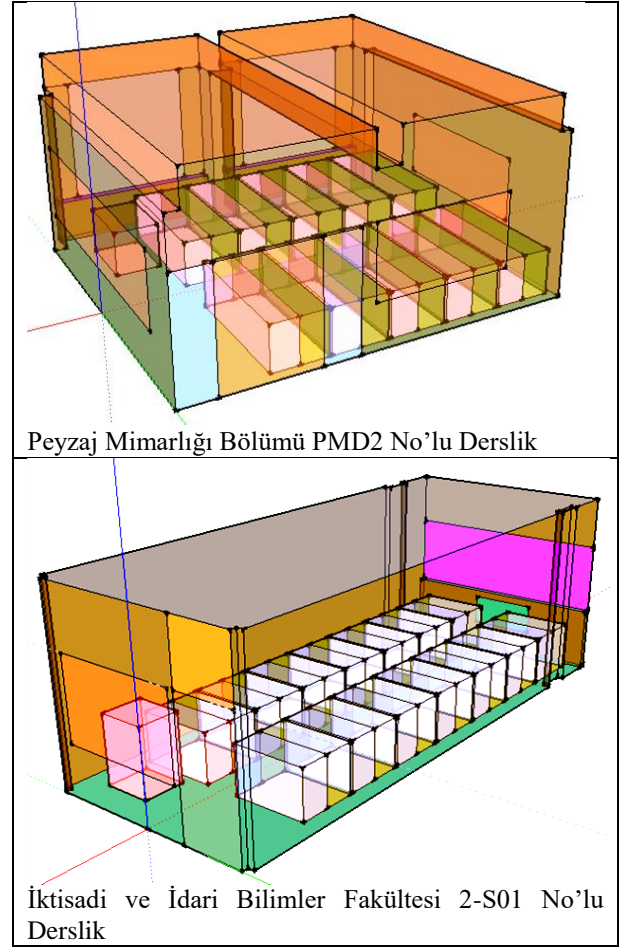 Peyzaj Mimarlığı Bölümü PMD2 No’lu Derslik
İktisadi ve İdari Bilimler Fakültesi 2-S01 No’lu
Derslik